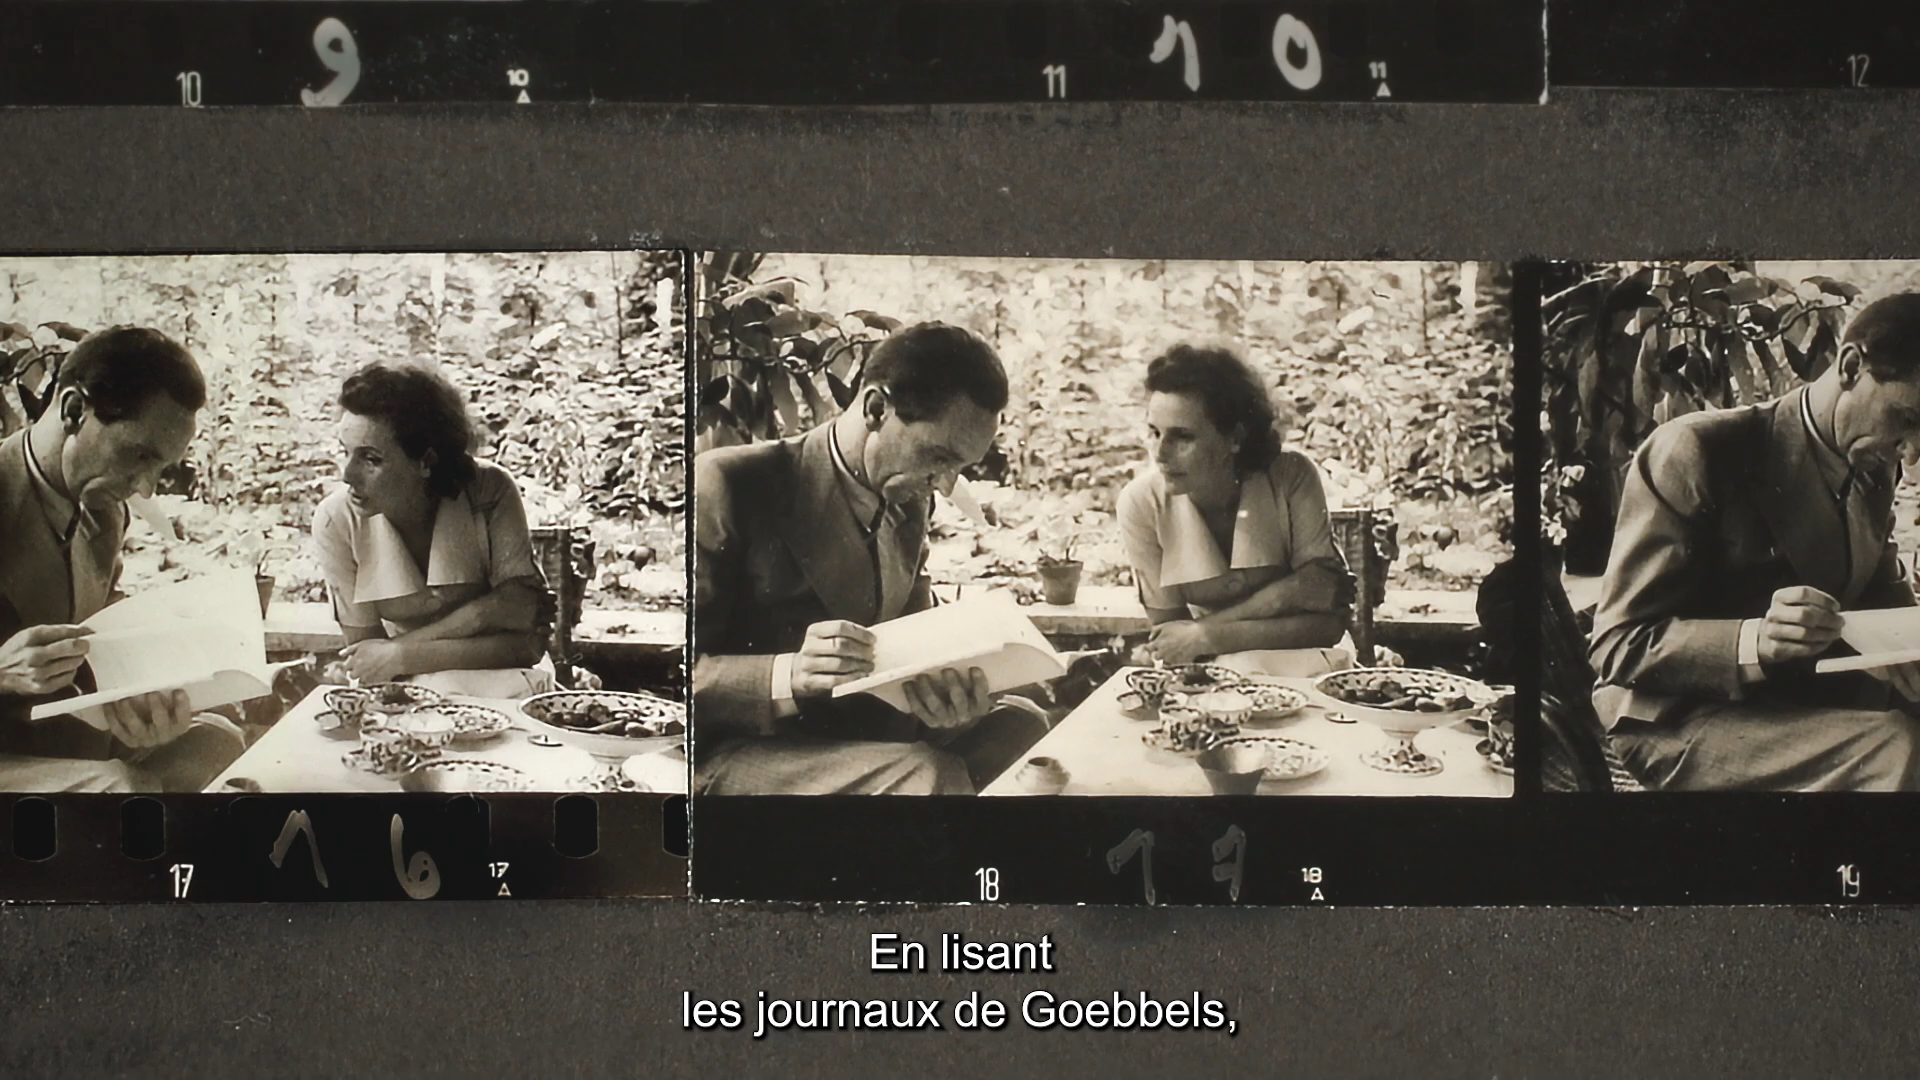 10 9 10 11 10 11 12
17 16 17 18 17 18 19
A A
En lisant
les journaux de Goebbels,